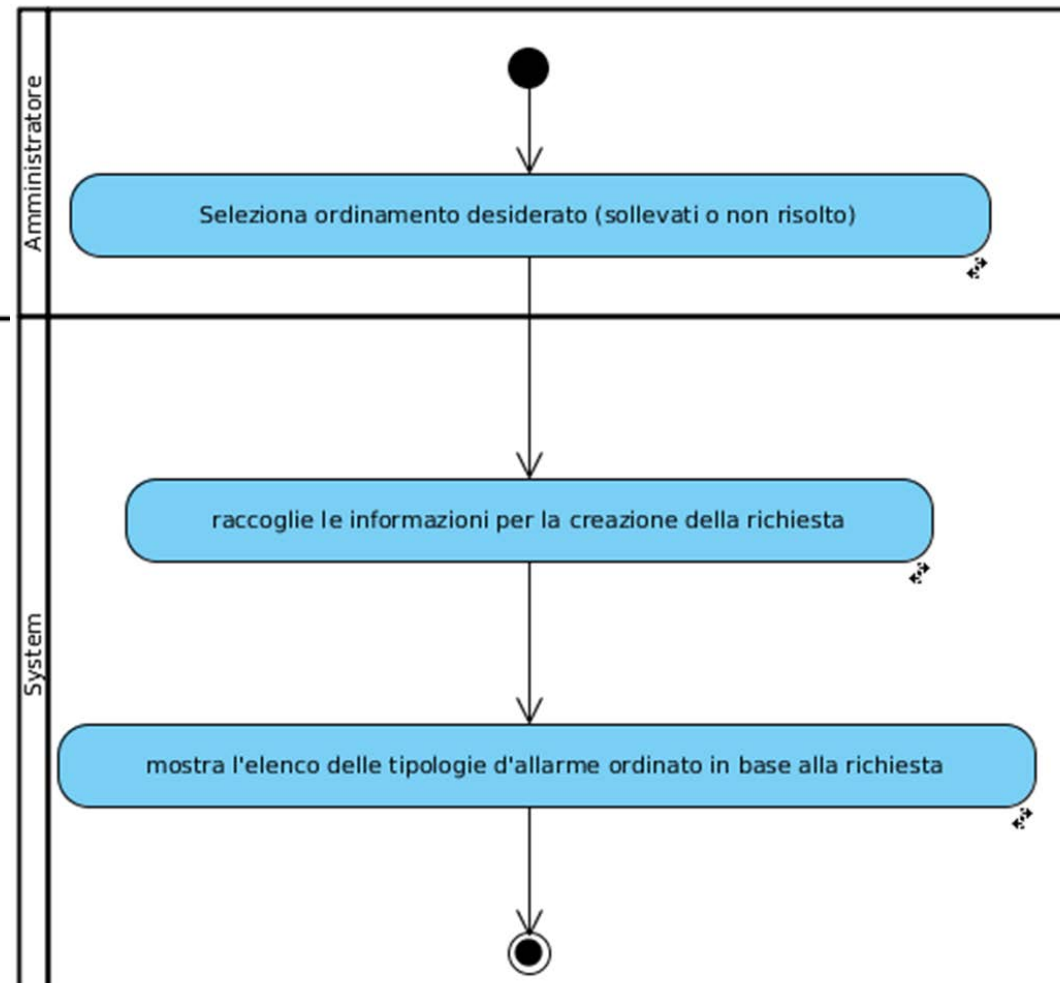 Amministratore
Seleziona ordinamento desiderato (sollevati o non risolto)
System
raccoglie le informazioni per la creazione della richiesta
mostra l'elenco delle tipologie d'allarme ordinato in base alla richiesta